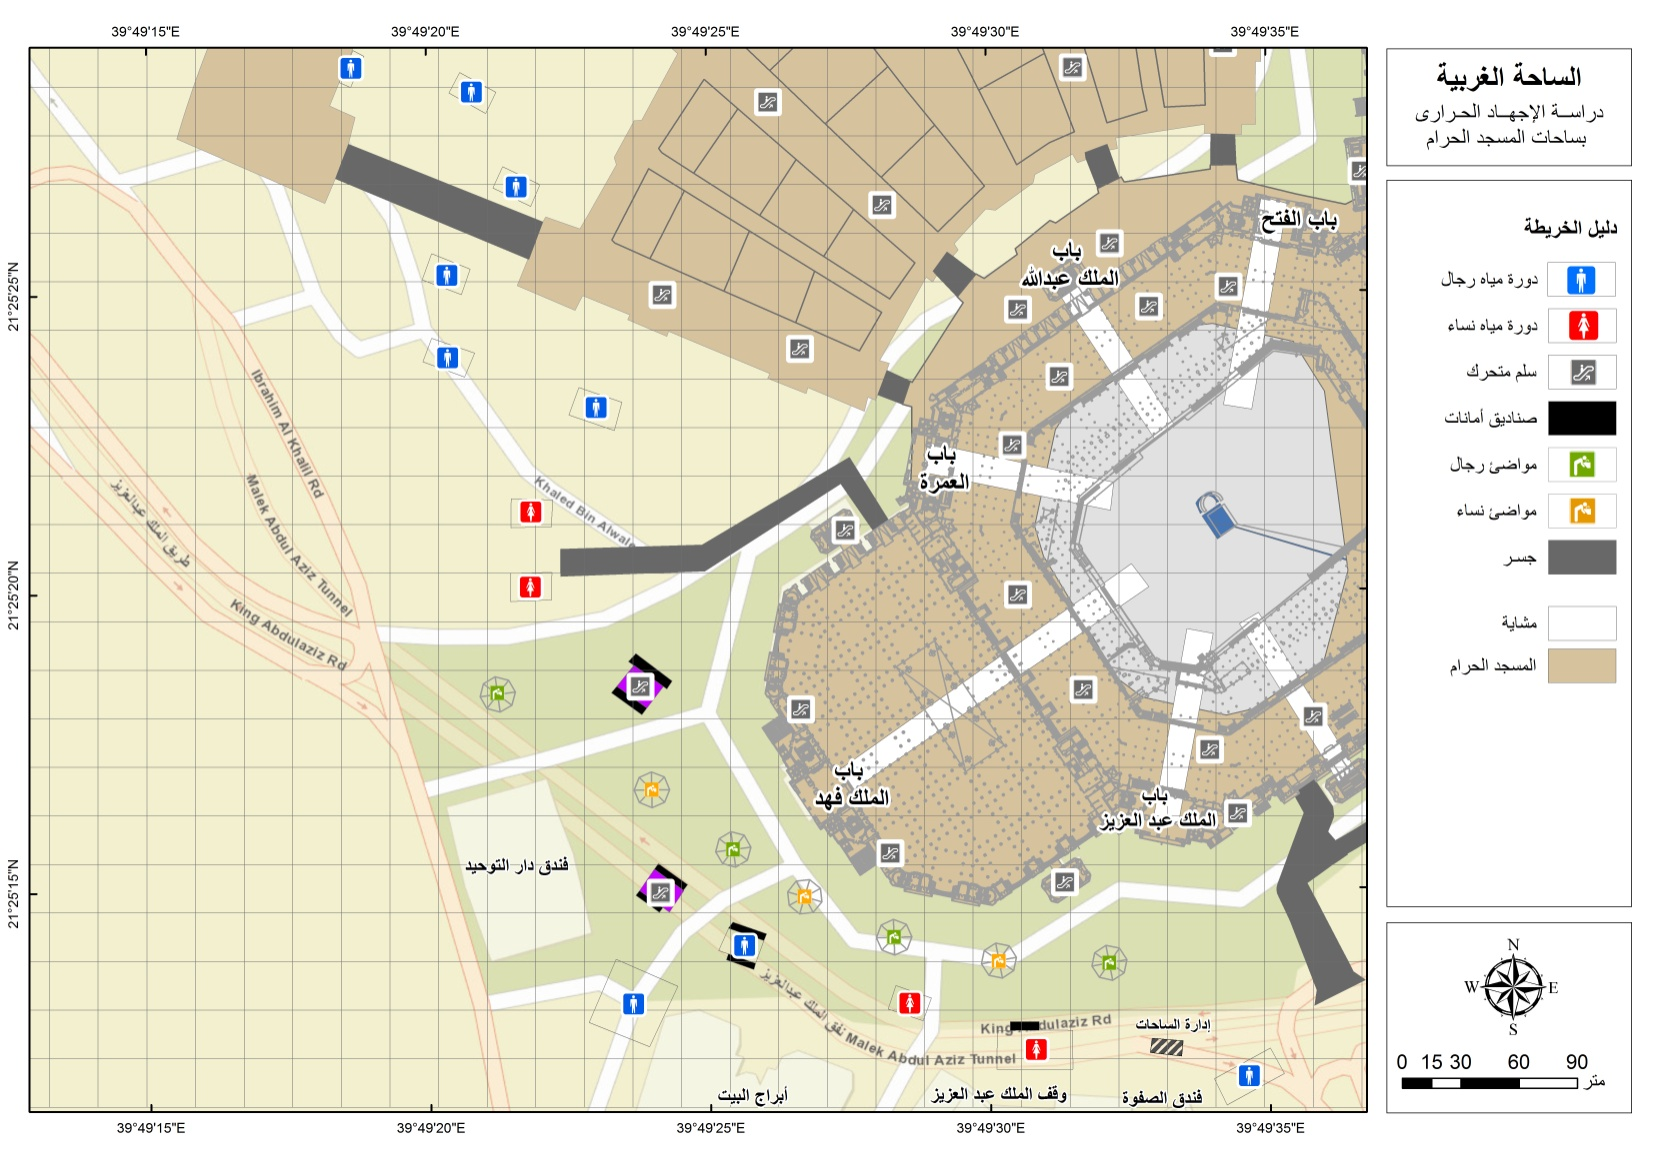 39°49'15"E
39°49'20"E
39°49'25"E
39°49'30"E
39°49'35"E
الساحة الغربية
دراســة الإجهــاد الحـرارى
بساحات المسجد الحرام
دليل الخريطة
دورة مياه رجال
دورة مياه نساء
سلم متحرك
صناديق أمانات
مواضئ رجال
مواضئ نساء
جسر
مشاية
المسجد الحرام
N
W
E
S
0 15 30 60 90
متر
21°25'25"N
21°25'20"N
21°25'15"N
باب الفتح
باب
الملك عبدالله
باب
العمرة
باب
الملك فهد
باب
الملك عبد العزيز
Ibrahim Al Khalil Rd
Malek Abdul Aziz Tunnel
طريق الملك عبدالعزيز
King Abdulaziz Rd
Khaled Bin Alwale
فندق دار التوحيد
نفق الملك عبدالعزيز
Malek Abdul Aziz Tunnel
King Abdulaziz Rd
إدارة الساحات
أبراج البيت
وقف الملك عبد العزيز
فندق الصفوة
39°49'15"E
39°49'20"E
39°49'25"E
39°49'30"E
39°49'35"E